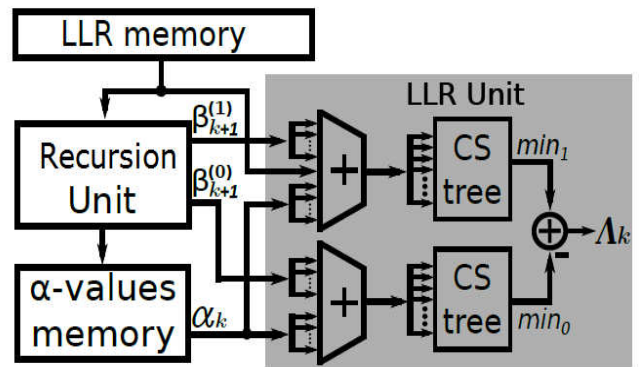 LLR memory
LLR Unit
β(1)k+1
Recursion
Unit
β(0)k+1
α-values
memory
αk
+
CS
tree
min1
+
Λk
-
+
CS
tree
min0